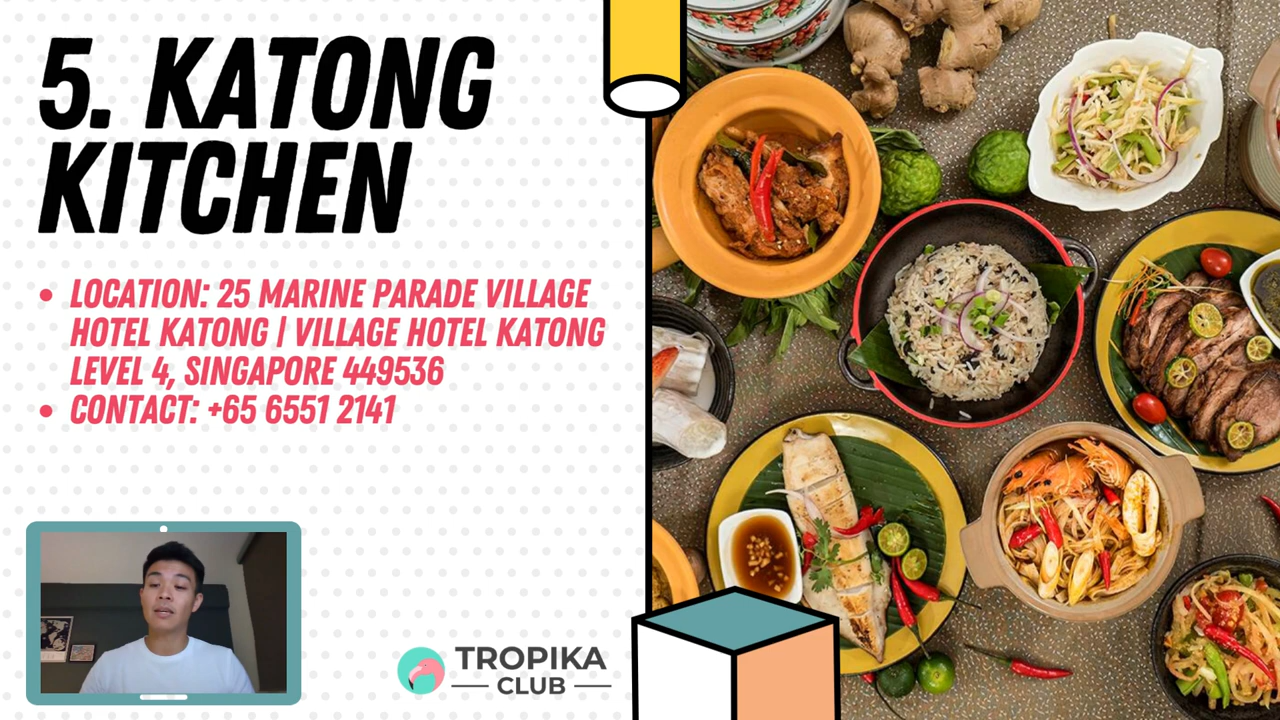 5. KATONG
KITCHEN
• LOCATION: 25 MARINE PARADE VILLAGE
HOTEL KATONG | VILLAGE HOTEL KATONG
LEVEL 4, SINGAPORE 449536
• CONTACT: +65 6551 2141
TROPIKA
CLUB